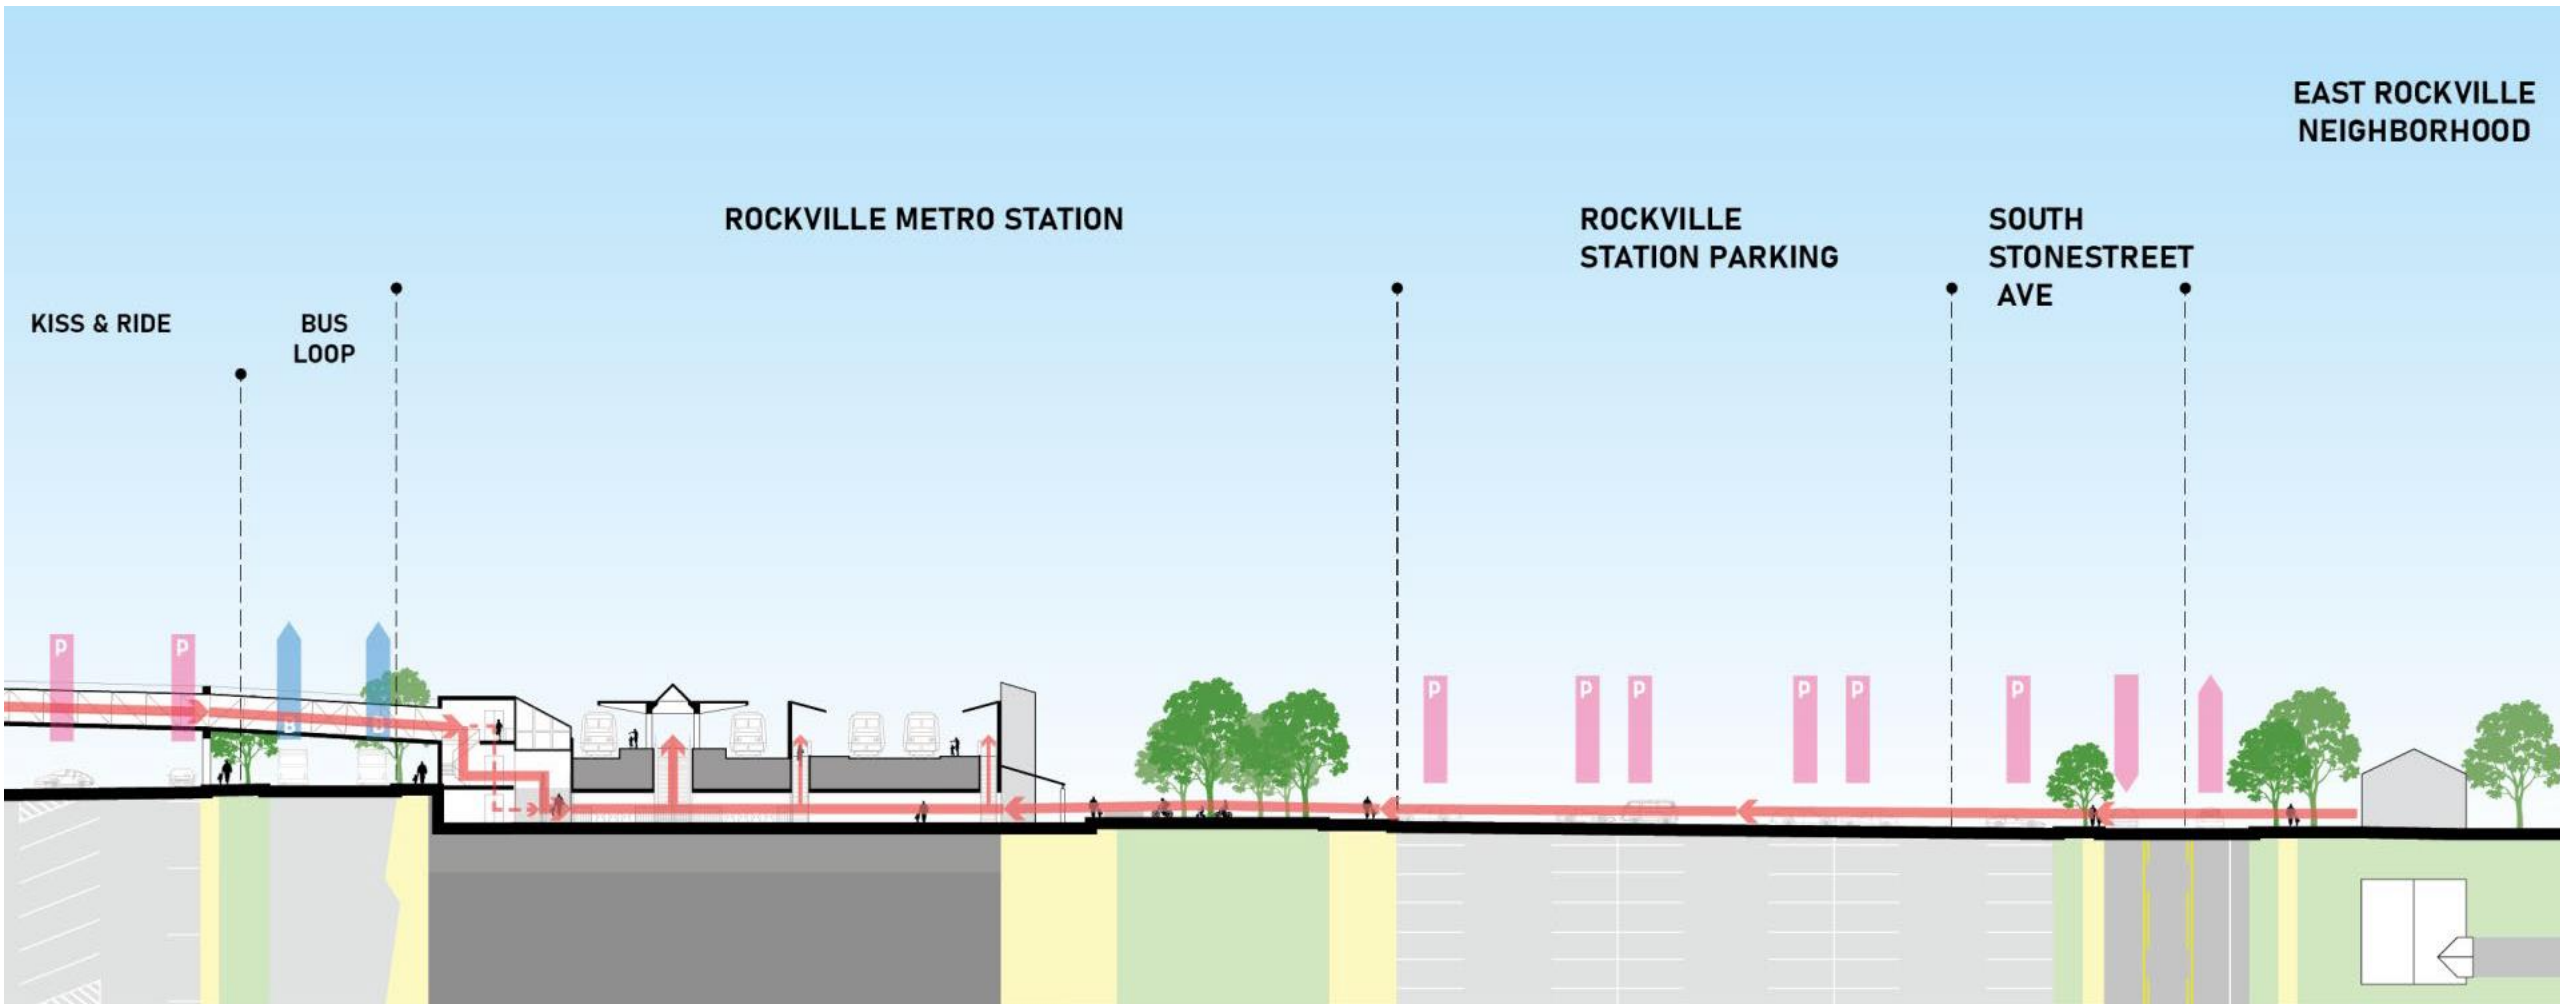 EAST ROCKVILLE
NEIGHBORHOOD
ROCKVILLE METRO STATION
ROCKVILLE
STATION PARKING
SOUTH
STONESTREET
AVE
KISS & RIDE
BUS
LOOP
P
P
B
B
P
P
P
P
P
P